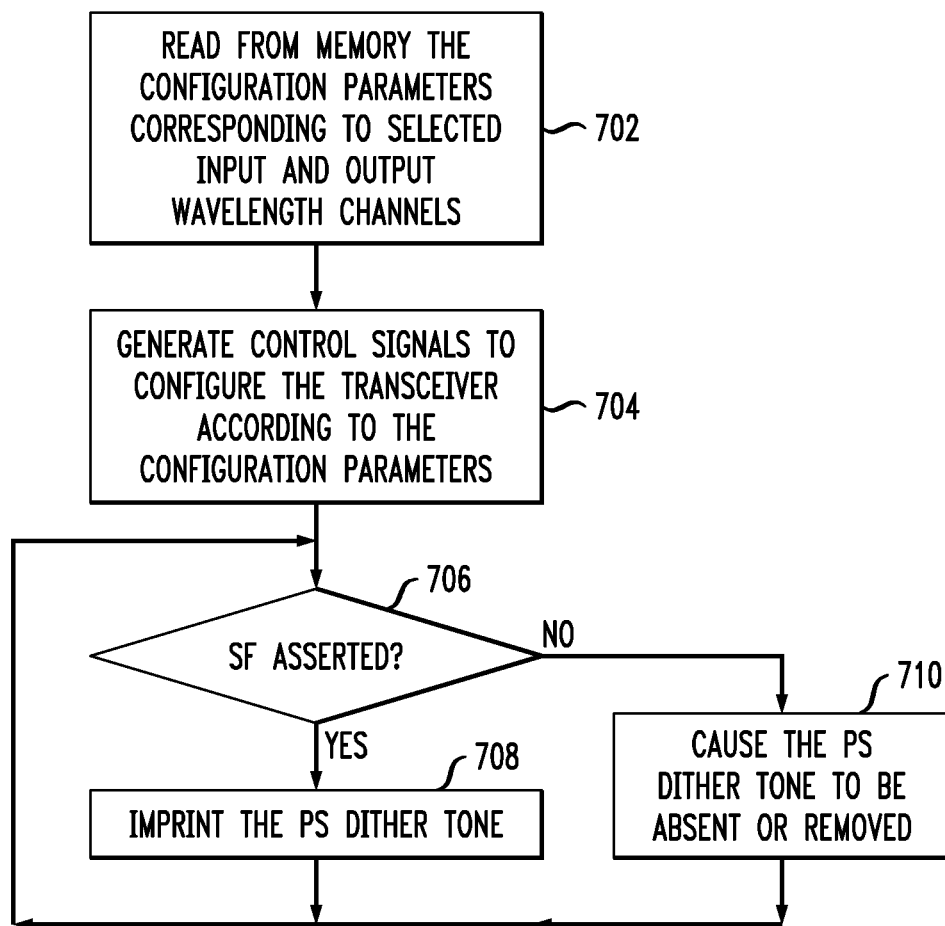 READ FROM MEMORY THE
CONFIGURATION PARAMETERS
CORRESPONDING TO SELECTED
INPUT AND OUTPUT
WAVELENGTH CHANNELS
702
GENERATE CONTROL SIGNALS TO
CONFIGURE THE TRANSCEIVER
ACCORDING TO THE
CONFIGURATION PARAMETERS
704
706
SF ASSERTED?
NO
YES
708
IMPRINT THE PS DITHER TONE
710
CAUSE THE PS
DITHER TONE TO BE
ABSENT OR REMOVED